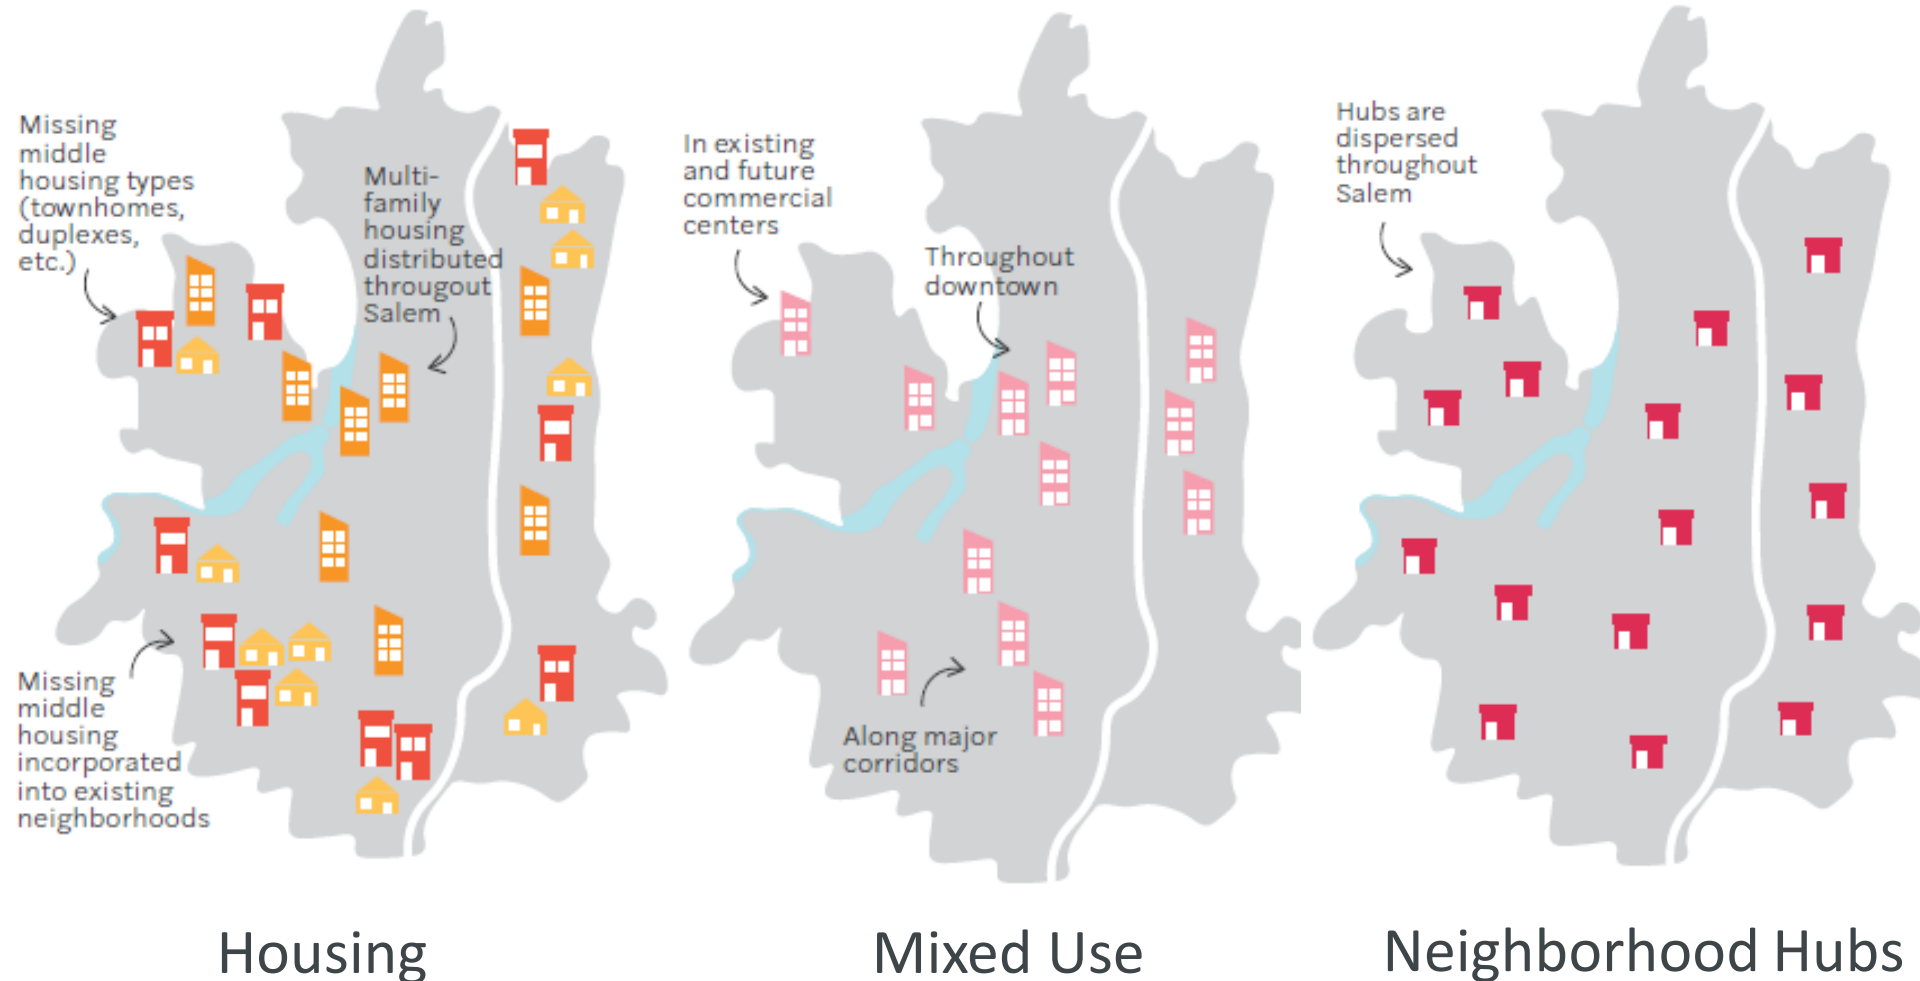 Missing
middle
housing types
(townhomes,
duplexes,
etc.)
Multi-
family
housing
distributed
througout
Salem
Missing
middle
housing
incorporated
into existing
neighborhoods
Housing
In existing
and future
commercial
centers
Throughout
downtown
Along major
corridors
Mixed Use
Hubs are
dispersed
throughout
Salem
Neighborhood Hubs